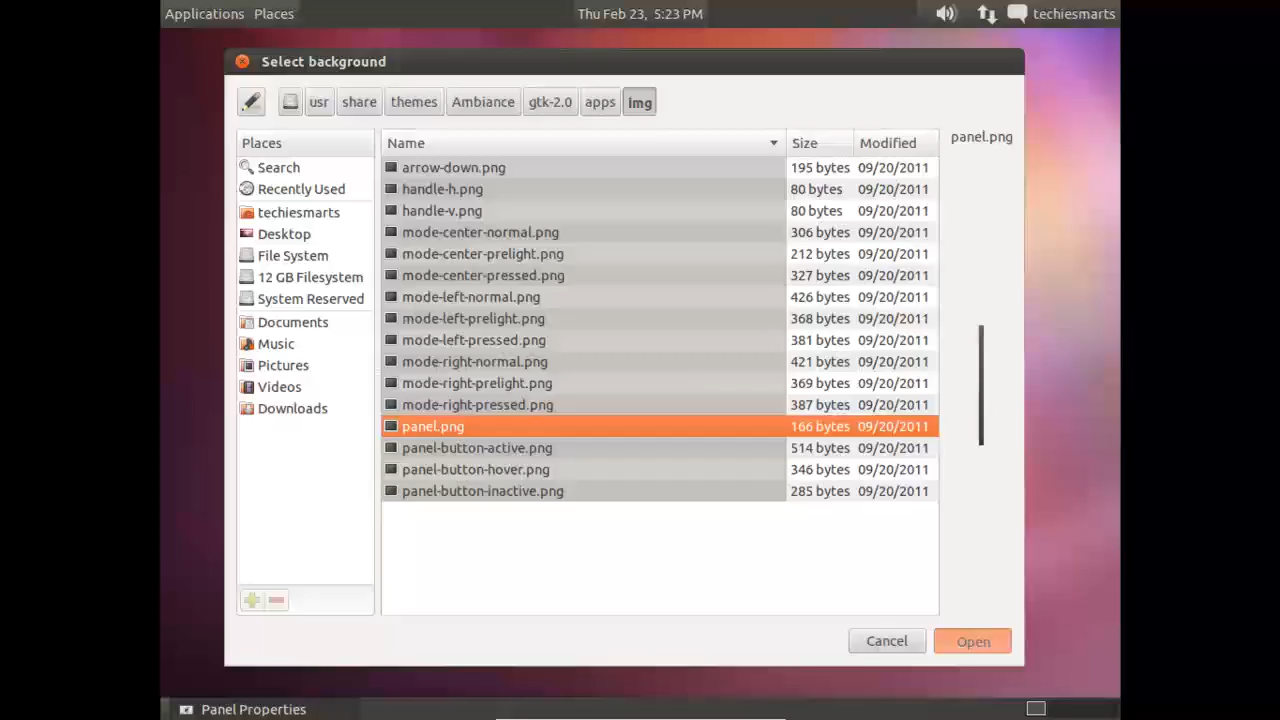 Applications Places Thu Feb 23, 5:23 PM techiesmarts
Select background
usr share themes Ambiance gtk-2.0 apps img
Places Name Size Modified panel.png
Search arrow-down.png 195 bytes 09/20/2011
Recently Used handle-h.png 80 bytes 09/20/2011
techiesmarts handle-v.png 80 bytes 09/20/2011
Desktop mode-center-normal.png 306 bytes 09/20/2011
File System mode-center-prelight.png 212 bytes 09/20/2011
12 GB Filesystem mode-center-pressed.png 327 bytes 09/20/2011
System Reserved mode-left-normal.png 426 bytes 09/20/2011
Documents mode-left-prelight.png 368 bytes 09/20/2011
Music mode-left-pressed.png 381 bytes 09/20/2011
Pictures mode-right-normal.png 421 bytes 09/20/2011
Videos mode-right-prelight.png 369 bytes 09/20/2011
Downloads mode-right-pressed.png 387 bytes 09/20/2011
panel.png 166 bytes 09/20/2011
panel-button-active.png 514 bytes 09/20/2011
panel-button-hover.png 346 bytes 09/20/2011
panel-button-inactive.png 285 bytes 09/20/2011
Cancel Open
Panel Properties